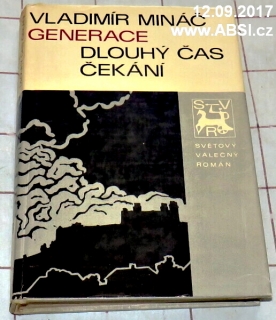 12.09.2017
www.ABSI.cz
VLADIMÍR MINÁČ
GENERACE
DLOUHÝ ČAS
ČEKÁNÍ
S V
R
SVĚTOVÝ
VÁLEČNÝ
ROMÁN